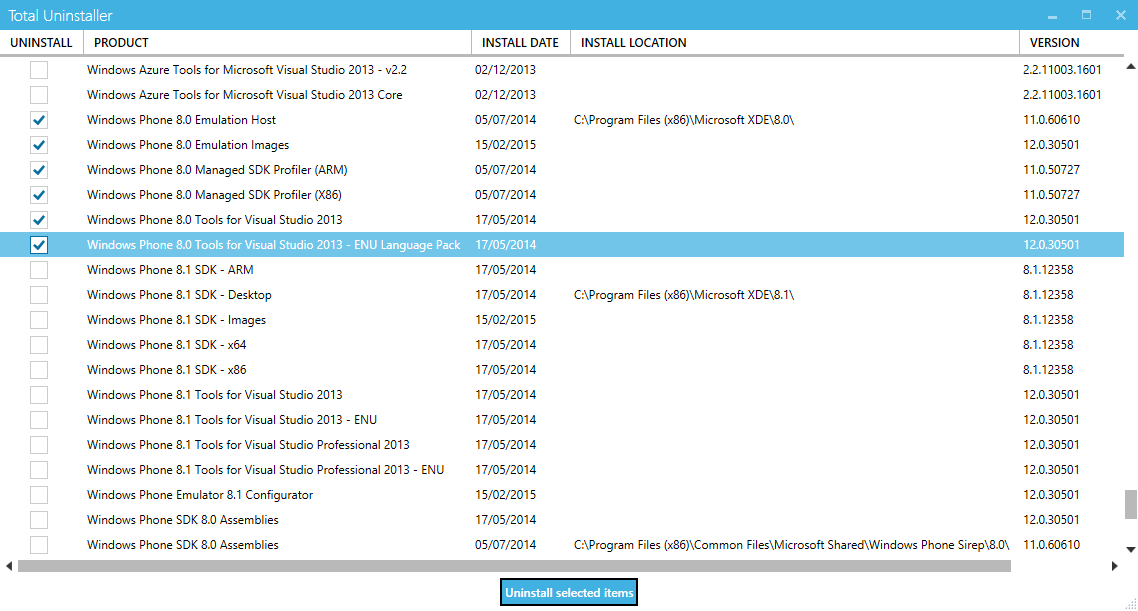 Total Uninstaller
UNINSTALL PRODUCT INSTALL DATE INSTALL LOCATION VERSION
Windows Azure Tools for Microsoft Visual Studio 2013 - v2.2 02/12/2013 2.2.11003.1601
Windows Azure Tools for Microsoft Visual Studio 2013 Core 02/12/2013 2.2.11003.1601
Windows Phone 8.0 Emulation Host 05/07/2014 C:\Program Files (x86)\Microsoft XDE\8.0\ 11.0.60610
Windows Phone 8.0 Emulation Images 15/02/2015 12.0.30501
Windows Phone 8.0 Managed SDK Profiler (ARM) 05/07/2014 11.0.50727
Windows Phone 8.0 Managed SDK Profiler (X86) 05/07/2014 11.0.50727
Windows Phone 8.0 Tools for Visual Studio 2013 17/05/2014 12.0.30501
Windows Phone 8.0 Tools for Visual Studio 2013 - ENU Language Pack 17/05/2014 12.0.30501
Windows Phone 8.1 SDK - ARM 17/05/2014 8.1.12358
Windows Phone 8.1 SDK - Desktop 17/05/2014 C:\Program Files (x86)\Microsoft XDE\8.1\ 8.1.12358
Windows Phone 8.1 SDK - Images 15/02/2015 8.1.12358
Windows Phone 8.1 SDK - x64 17/05/2014 8.1.12358
Windows Phone 8.1 SDK - x86 17/05/2014 8.1.12358
Windows Phone 8.1 Tools for Visual Studio 2013 17/05/2014 12.0.30501
Windows Phone 8.1 Tools for Visual Studio 2013 - ENU 17/05/2014 12.0.30501
Windows Phone 8.1 Tools for Visual Studio Professional 2013 17/05/2014 12.0.30501
Windows Phone 8.1 Tools for Visual Studio Professional 2013 - ENU 17/05/2014 12.0.30501
Windows Phone Emulator 8.1 Configurator 15/02/2015 12.0.30501
Windows Phone SDK 8.0 Assemblies 17/05/2014 12.0.30501
Windows Phone SDK 8.0 Assemblies 05/07/2014 C:\Program Files (x86)\Common Files\Microsoft Shared\Windows Phone Sirep\8.0\ 11.0.60610
Uninstall selected items